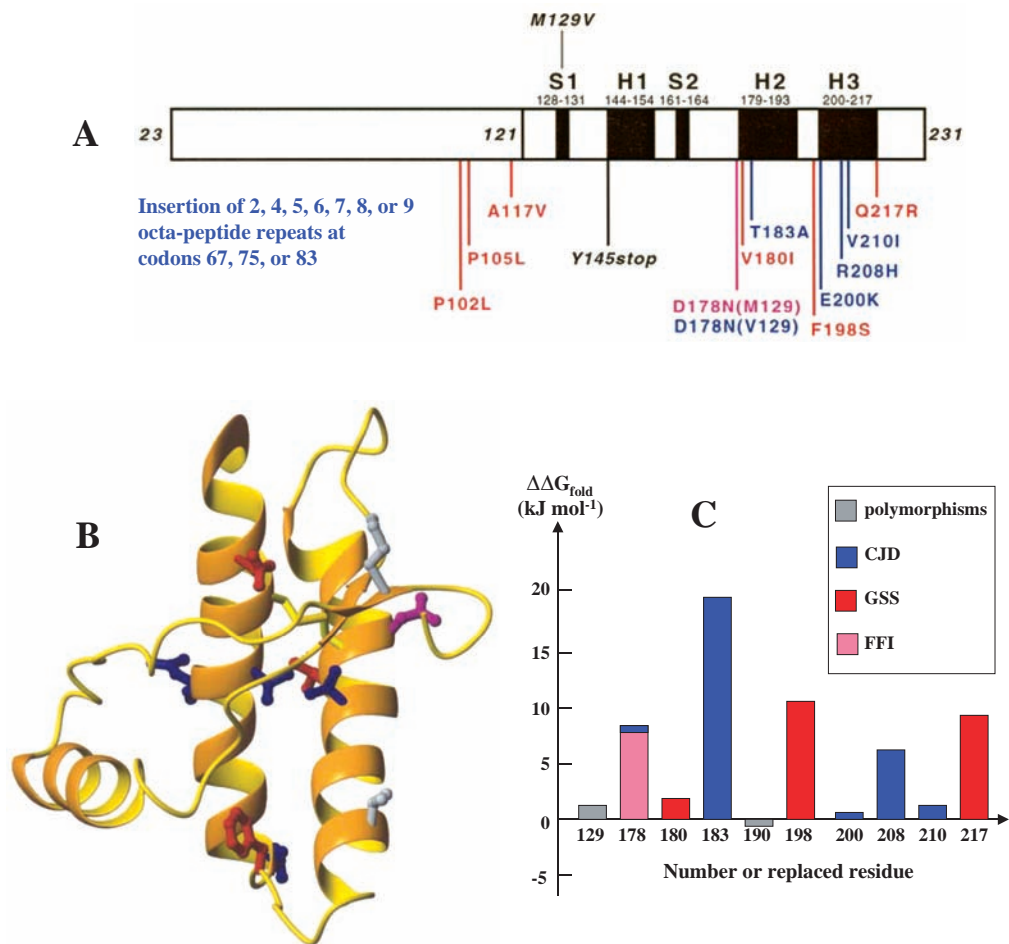 M129V
S1 H1 S2 H2 H3
128-131 144-154 161-164 179-193 200-217
A 23 121 231
Insertion of 2, 4, 5, 6, 7, 8, or 9
octa-peptide repeats at
codons 67, 75, or 83
A117V
Q217R
T183A
V210I
P105L
Y145stop
V180I
R208H
P102L
D178N(M129)
E200K
D178N(V129)
F198S
B
ΔΔG fold
(kJ mol-1)
C
polymorphisms
CJD
GSS
FFI
20
15
10
5
0
-5
129 178 180 183 190 198 200 208 210 217
Number or replaced residue